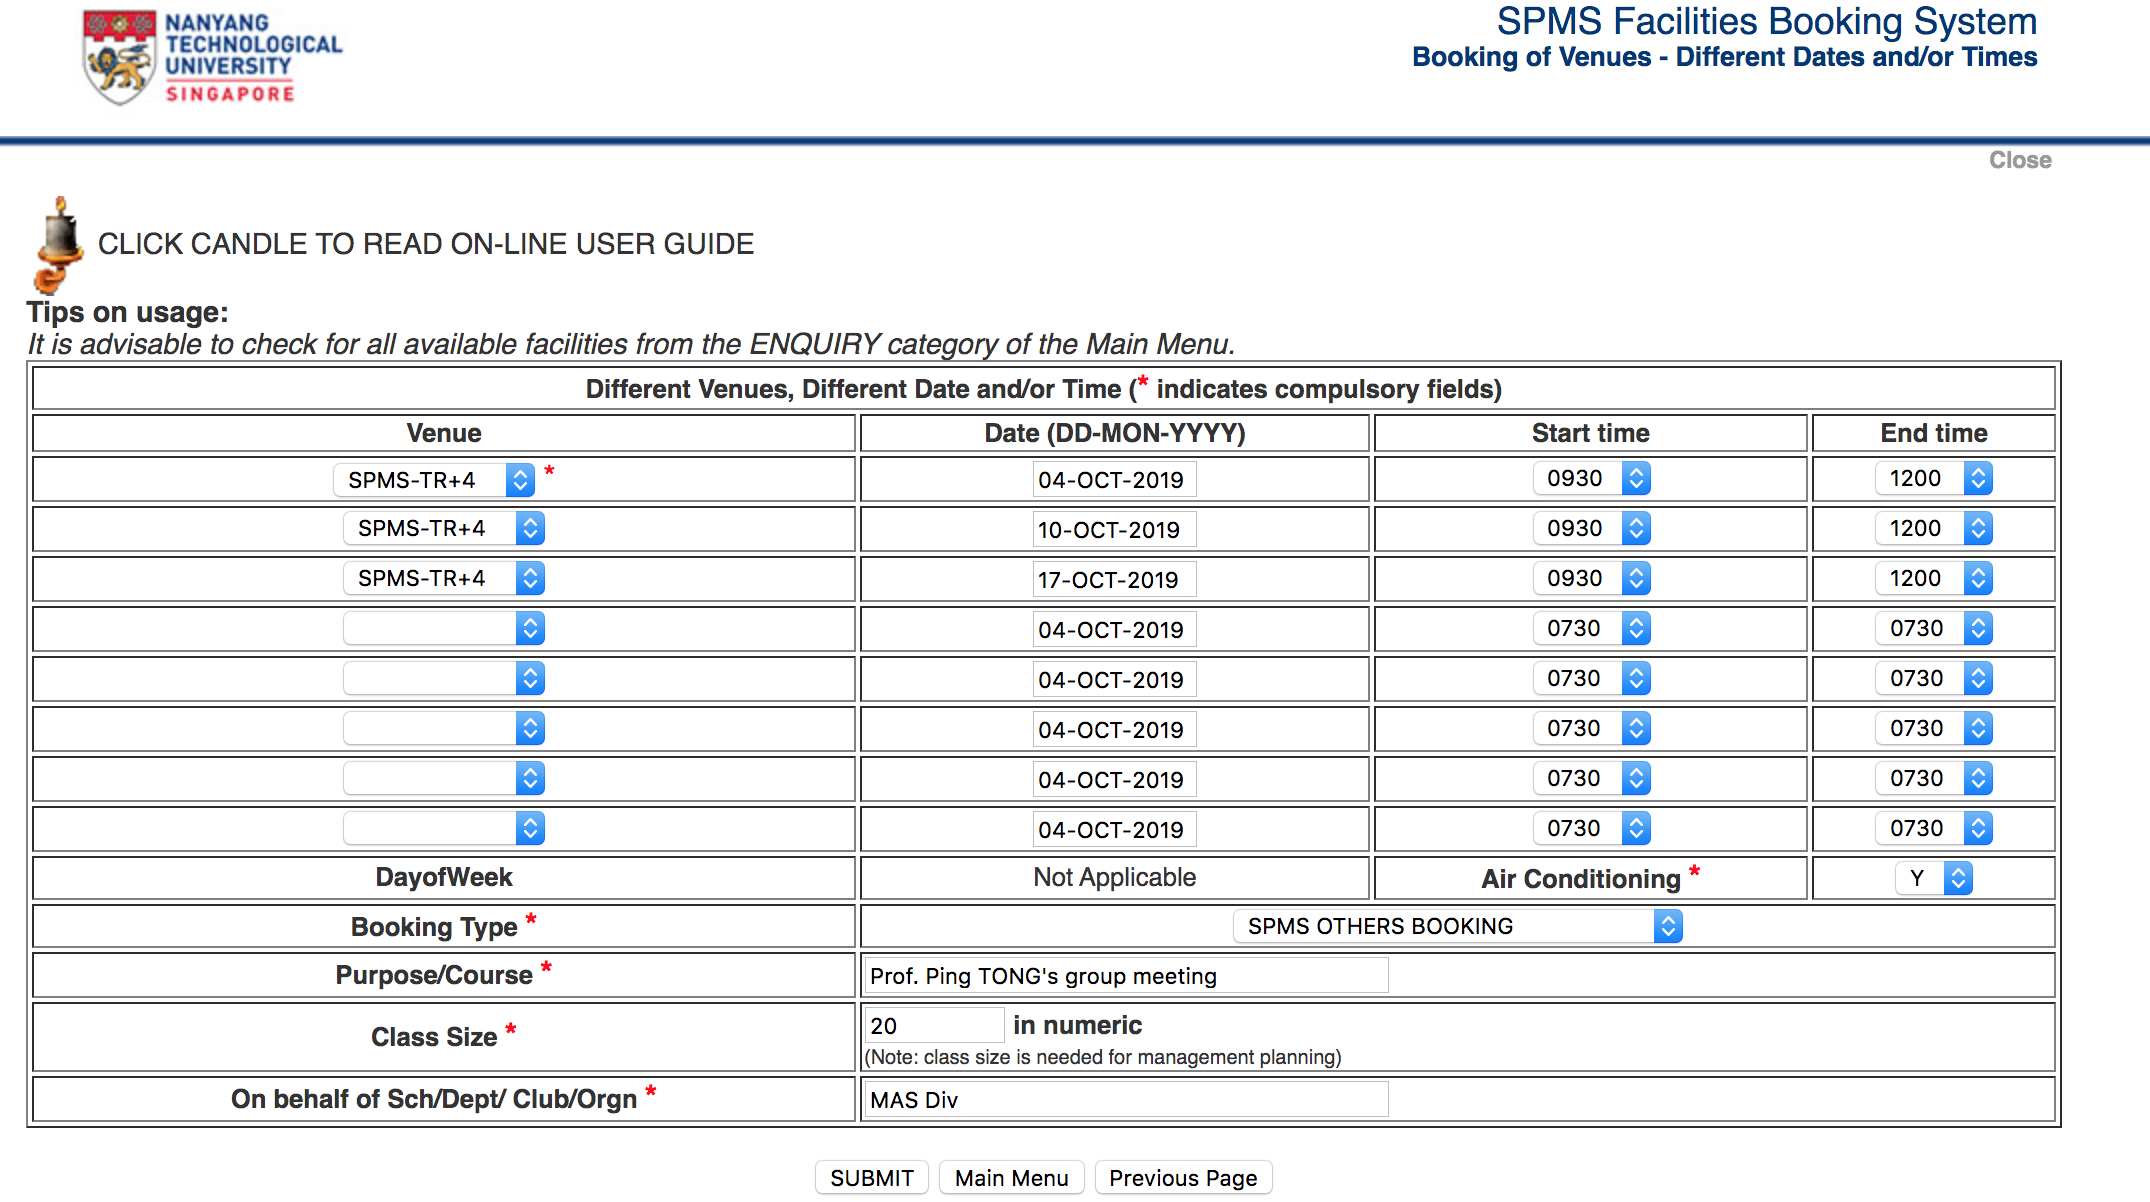 NANYANG
TECHNOLOGICAL
UNIVERSITY
SINGAPORE
SPMS Facilities Booking System
Booking of Venues - Different Dates and/or Times
Close
CLICK CANDLE TO READ ON-LINE USER GUIDE
Tips on usage:
It is advisable to check for all available facilities from the ENQUIRY category of the Main Menu.
Different Venues, Different Date and/or Time (* indicates compulsory fields)
Venue Date (DD-MON-YYYY) Start time End time
SPMS-TR+4 * 04-OCT-2019 0930 1200
SPMS-TR+4 10-OCT-2019 0930 1200
SPMS-TR+4 17-OCT-2019 0930 1200
04-OCT-2019 0730 0730
04-OCT-2019 0730 0730
04-OCT-2019 0730 0730
04-OCT-2019 0730 0730
04-OCT-2019 0730 0730
DayofWeek Not Applicable Air Conditioning * Y
Booking Type * SPMS OTHERS BOOKING
Purpose/Course * Prof. Ping TONG's group meeting
Class Size * 20 in numeric
(Note: class size is needed for management planning)
On behalf of Sch/Dept/ Club/Orgn * MAS Div
SUBMIT Main Menu Previous Page